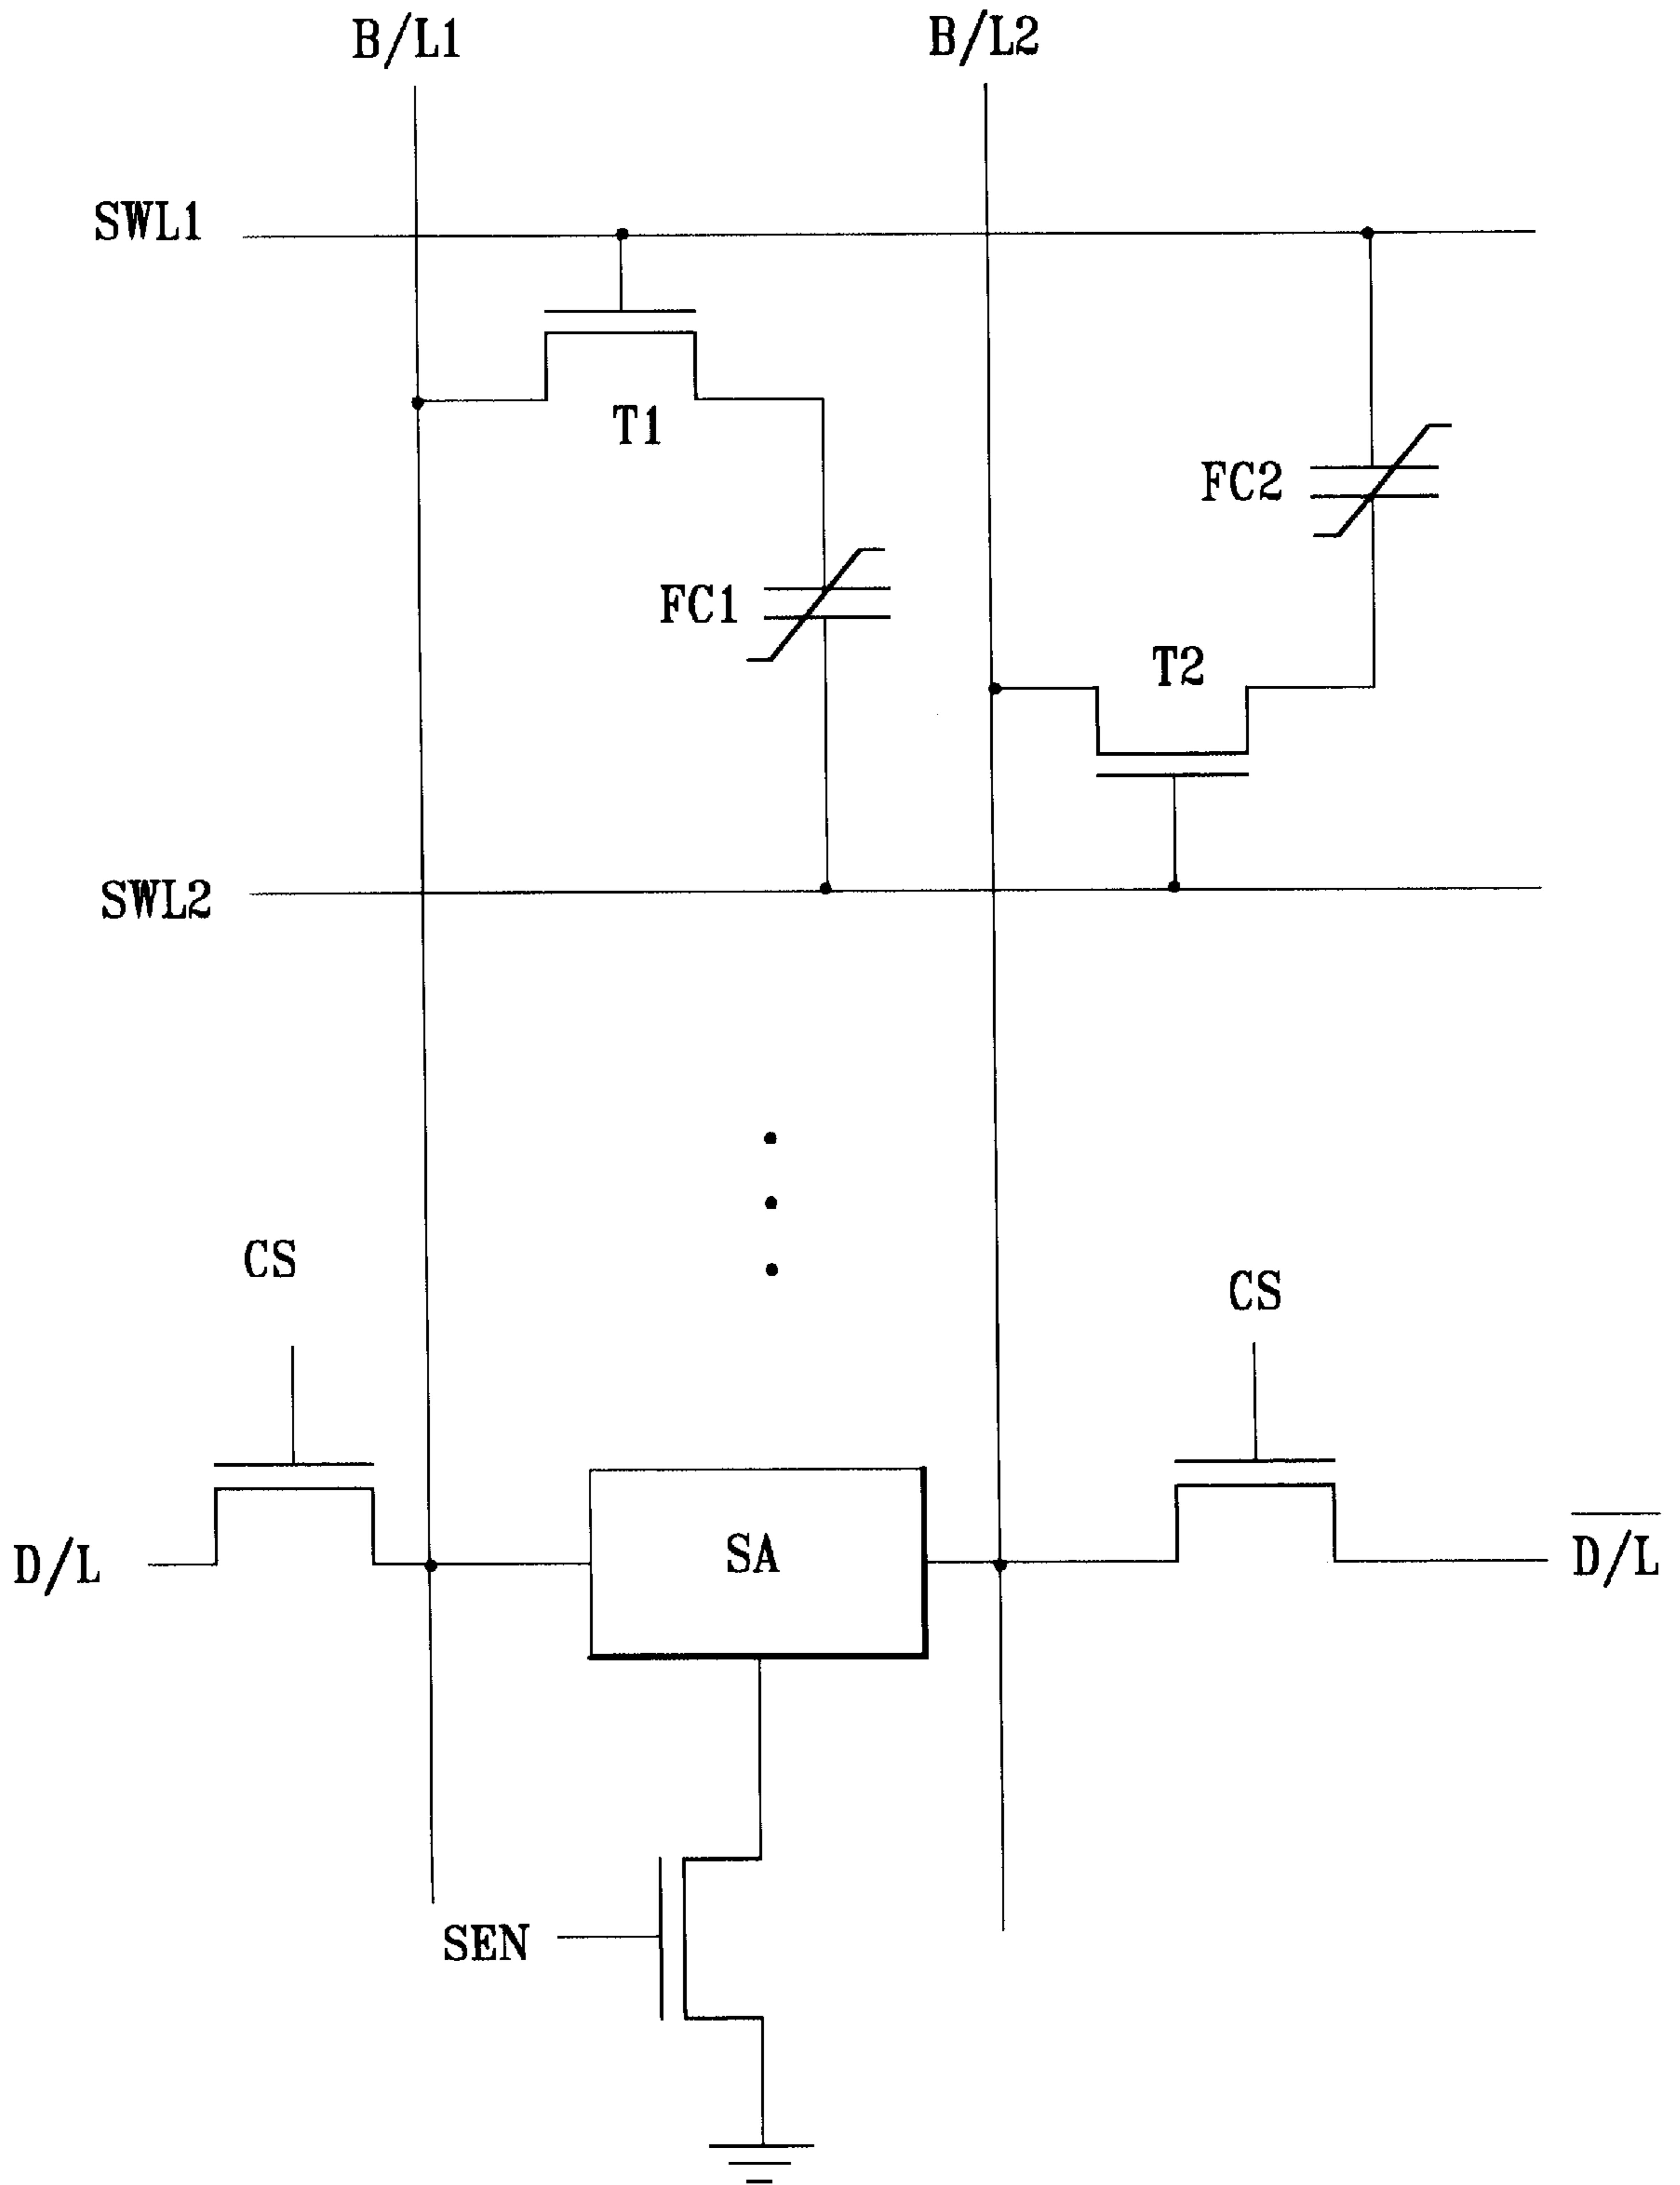 B/L1
B/L2
SWL1
T1
FC2
FC1
T2
SWL2
CS
CS
D/L
SA
D/L
SEN